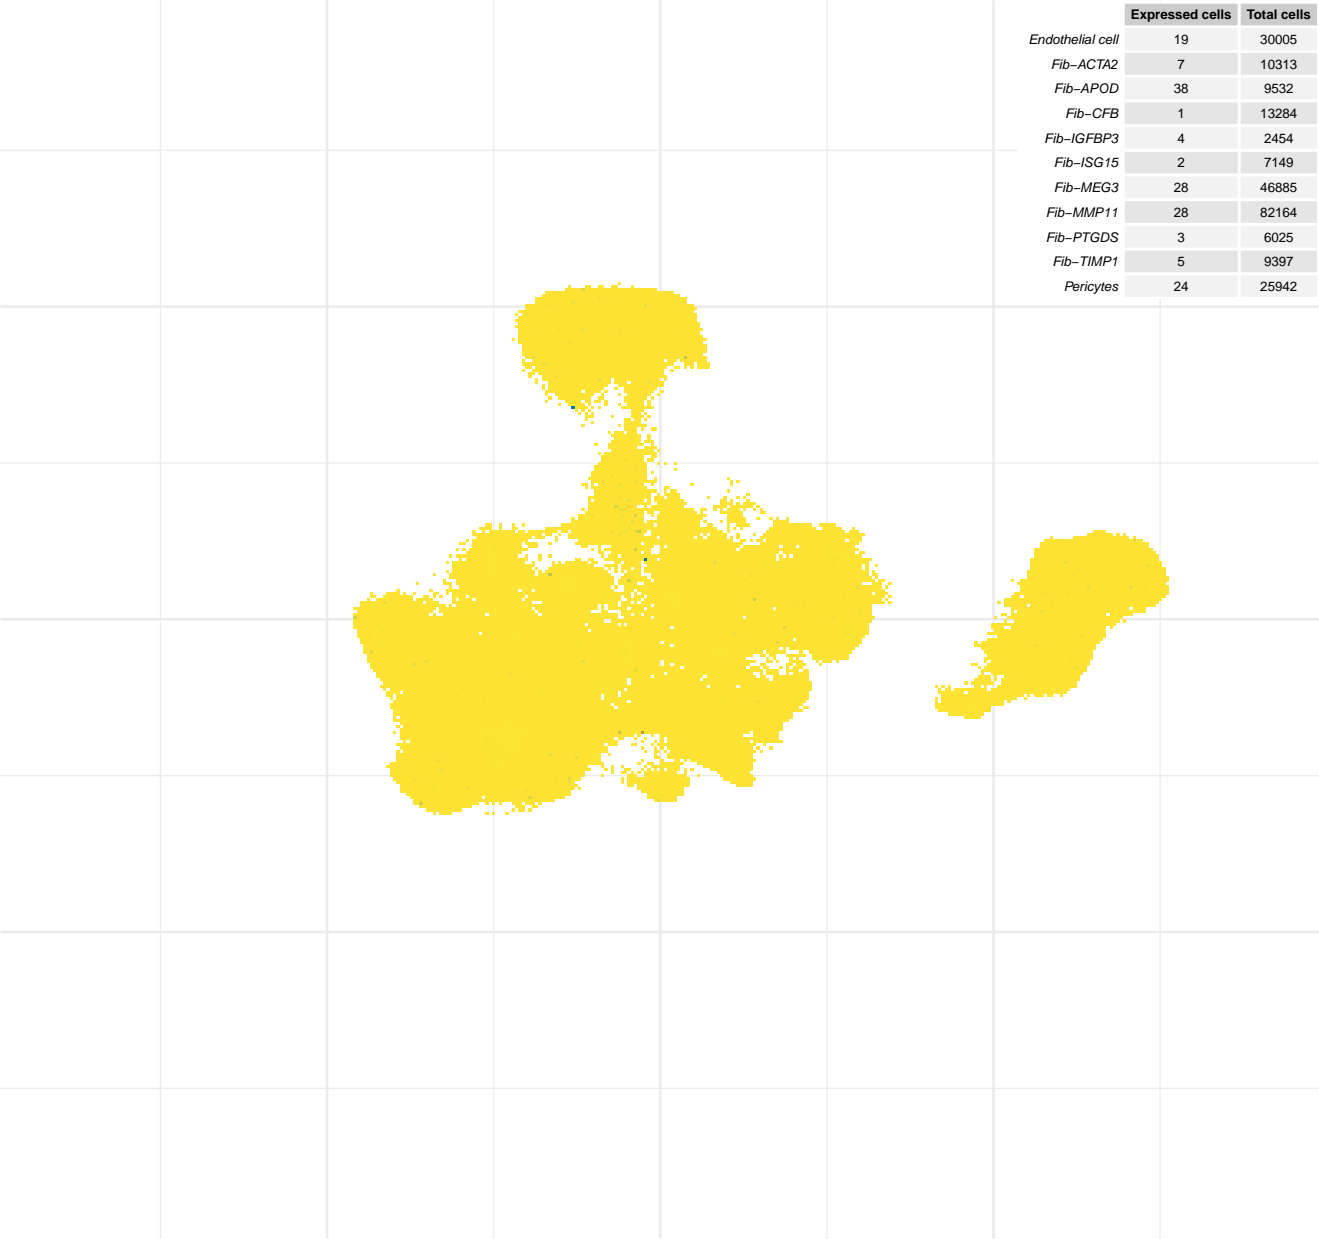 Expressed cells Total cells
Endothelial cell 19 30005
Fib−ACTA2 7 10313
Fib−APOD 38 9532
Fib−CFB 1 13284
Fib−IGFBP3 4 2454
Fib−ISG15 2 7149
Fib−MEG3 28 46885
Fib−MMP11 28 82164
Fib−PTGDS 3 6025
Fib−TIMP1 5 9397
Pericytes 24 25942